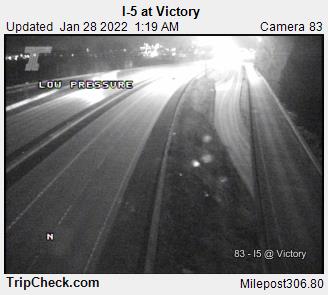 I-5 at Victory
Updated Jan 28 2022 1:19 AM Camera 83
T
LOW PRESSURE
N
83 - I5 @ Victory
TripCheck.com Milepost306.80